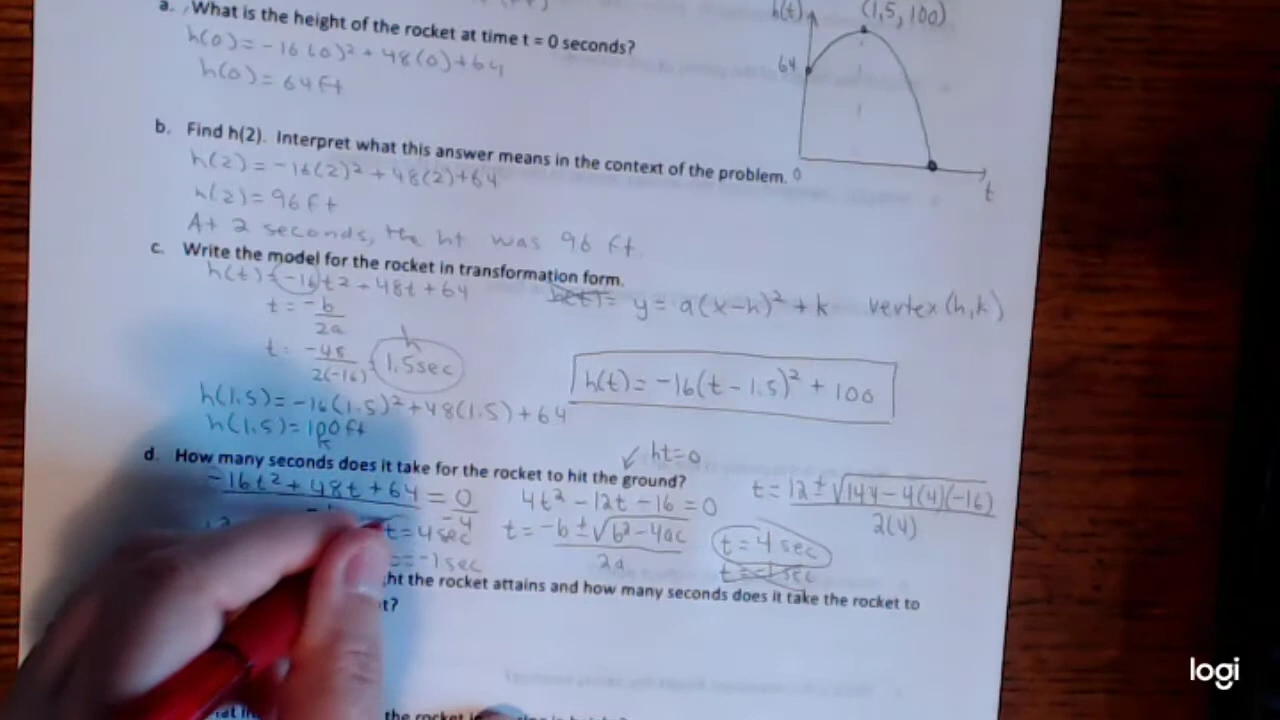 h(t)
(1.5, 100)
a. What is the height of the rocket at time t = 0 seconds?
h(0) = -16(0)² + 48(0) + 64
h(0) = 64 ft
64
b. Find h(2). Interpret what this answer means in the context of the problem.
0
t
h(2) = -16(2)² + 48(2) + 64
h(2) = 96 ft
At 2 seconds, the ht was 96 ft.
c. Write the model for the rocket in transformation form.
h(t) = -16t² + 48t + 64
h(t) = y = a(x-h)² + k vertex (h, k)
t = -b/2a
h
t = -48/2(-16) = 1.5 sec
h(t) = -16(t - 1.5)² + 100
h(1.5) = -16(1.5)² + 48(1.5) + 64
h(1.5) = 100 ft
k
ht = 0
d. How many seconds does it take for the rocket to hit the ground?
-16t² + 48t + 64 = 0
-4
4t² - 12t - 16 = 0
t = 12 ± √144 - 4(4)(-16)
2(4)
t = 4 sec
t = -b ± √b² - 4ac
2a
t = 4 sec
= -1 sec
t = -1 sec
ht the rocket attains and how many seconds does it take the rocket to
t?
the rocket
logi